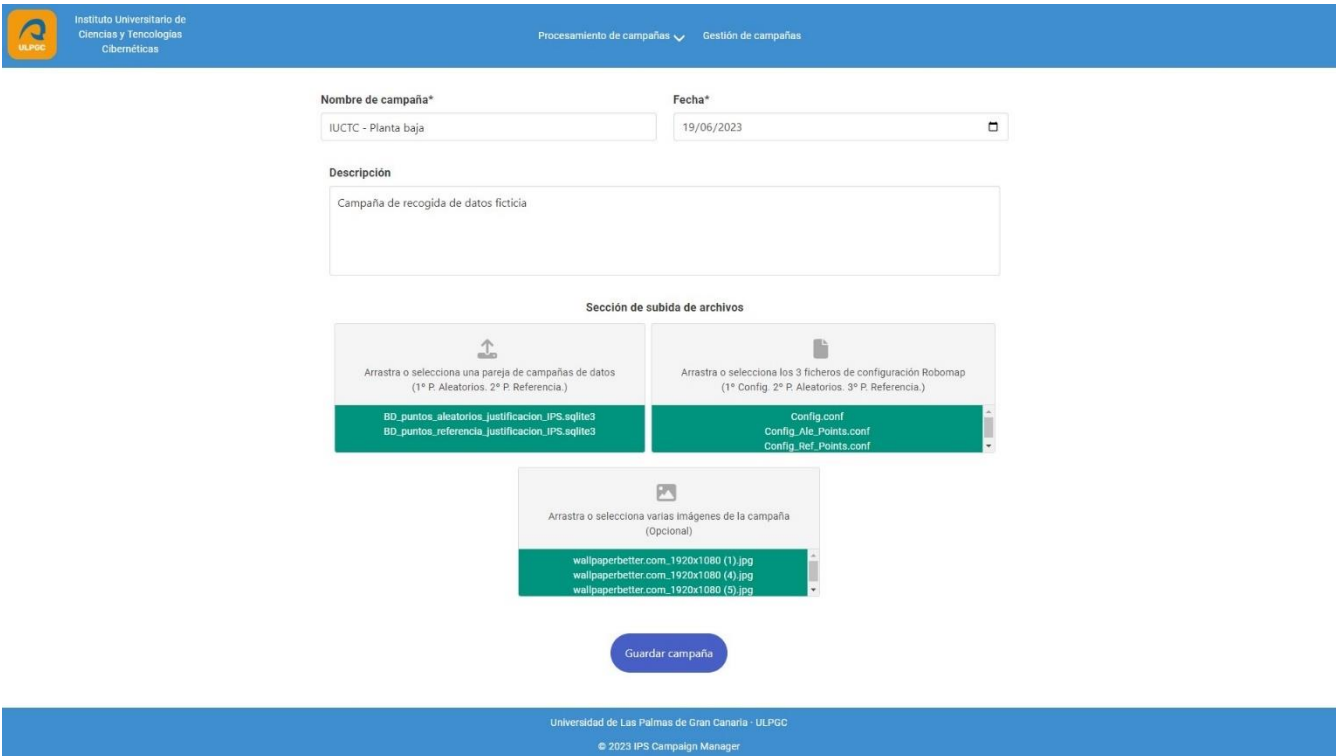 ULPGC
Instituto Universitario de
Ciencias y Tencologías
Cibernéticas
Procesamiento de campañas
Gestión de campañas
Nombre de campaña*
Fecha*
IUCTC - Planta baja
19/06/2023
Descripción
Campaña de recogida de datos ficticia
Sección de subida de archivos
Arrastra o selecciona una pareja de campañas de datos
(1º P. Aleatorios. 2º P. Referencia.)
BD_puntos_aleatorios_justificacion_IPS.sqlite3
BD_puntos_referencia_justificacion_IPS.sqlite3
Arrastra o selecciona los 3 ficheros de configuración Robomap
(1º Config. 2º P. Aleatorios. 3º P. Referencia.)
Config.conf
Config_Ale_Points.conf
Config_Ref_Points.conf
Arrastra o selecciona varias imágenes de la campaña
(Opcional)
wallpaperbetter.com_1920x1080 (1).jpg
wallpaperbetter.com_1920x1080 (4).jpg
wallpaperbetter.com_1920x1080 (5).jpg
Guardar campaña
Universidad de Las Palmas de Gran Canaria · ULPGC
© 2023 IPS Campaign Manager